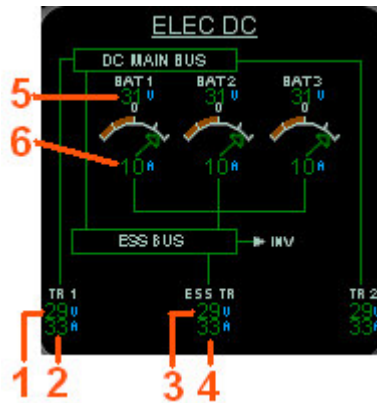 ELEC DC
DC MAIN BUS
BAT1 BAT2 BAT3
5 31 V 31 V 31 V
0 0 0
6 10 A 10 A 10 A
ESS BUS INV
TR 1 ESS TR TR 2
29 V 29 V 29 V
33 A 33 A 33 A
1 2 3 4